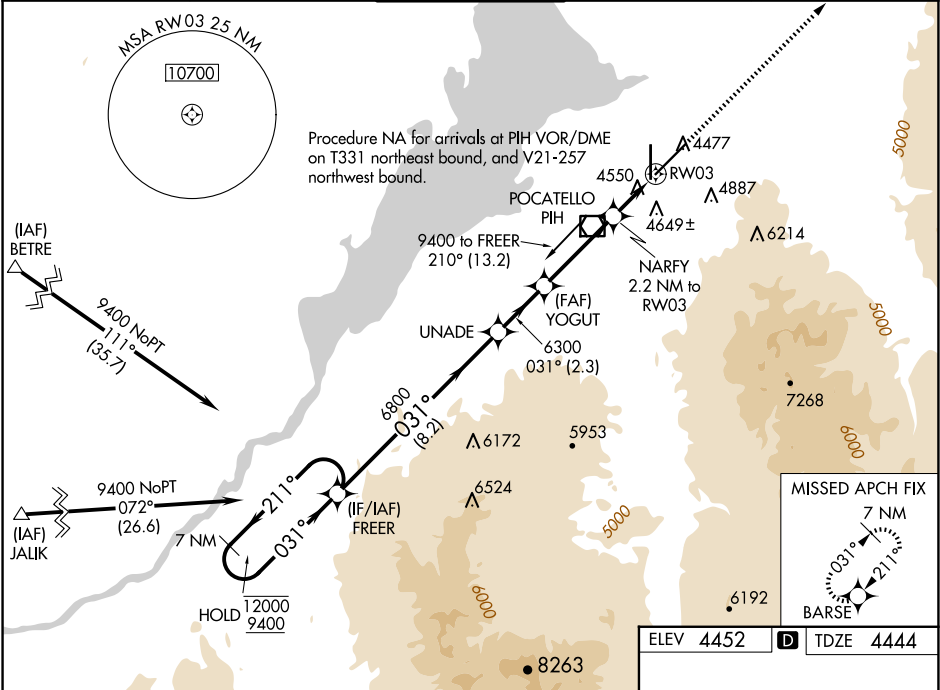 MSA RW03 25 NM
10700
Procedure NA for arrivals at PIH VOR/DME
on T331 northeast bound, and V21-257
northwest bound.
5000
4477
RW03
4550
4887
4649±
6214
POCATELLO
PIH
9400 to FREER
210° (13.2)
NARFY
2.2 NM to
RW03
(FAF)
YOGUT
UNADE
6300
031° (2.3)
(IAF)
BETRE
9400 NoPT
111°
(35.7)
5000
7268
6000
6800
031°
(8.2)
6172
5953
6524
5000
9400 NoPT
072°
(26.6)
(IAF)
JALIK
211°
031°
7 NM
(IF/IAF)
FREER
HOLD
12000
9400
6000
6192
8263
MISSED APCH FIX
7 NM
031°
211°
BARSE
ELEV 4452 D TDZE 4444